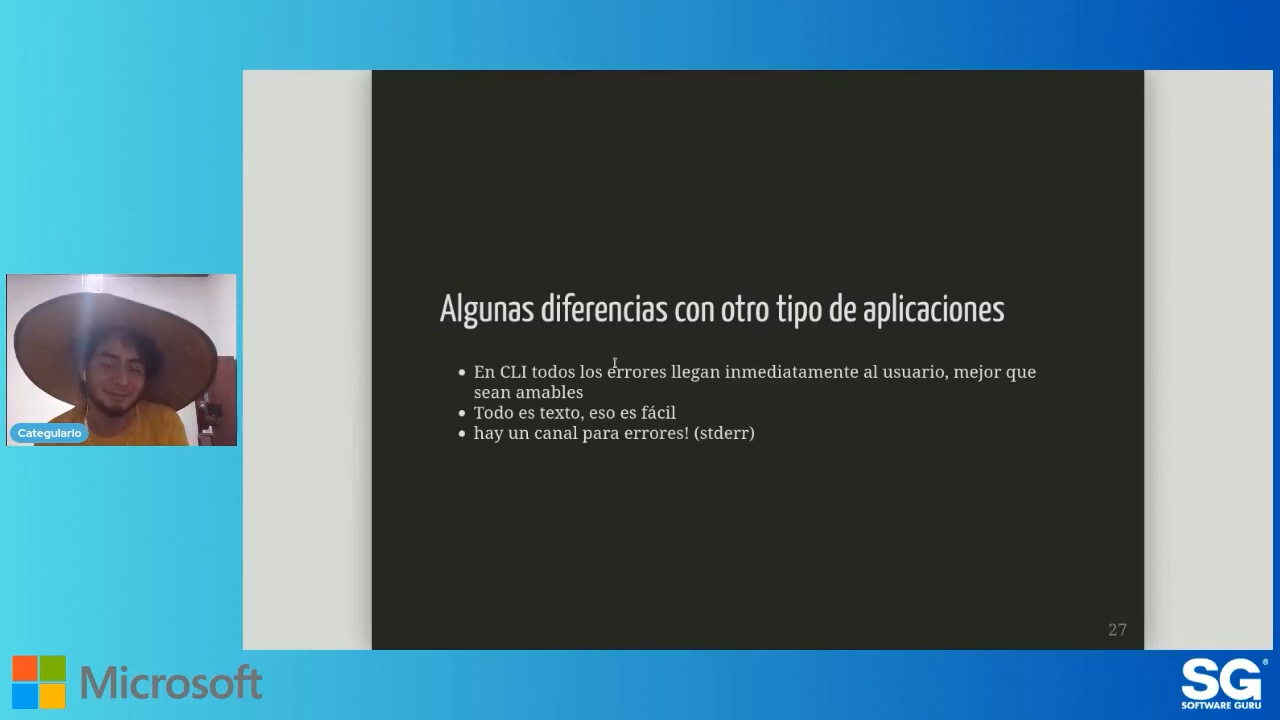 Algunas diferencias con otro tipo de aplicaciones
• En CLI todos los errores llegan inmediatamente al usuario, mejor que
sean amables
• Todo es texto, eso es fácil
• hay un canal para errores! (stderr)
27
Categulario
Microsoft
SG®
SOFTWARE GURU